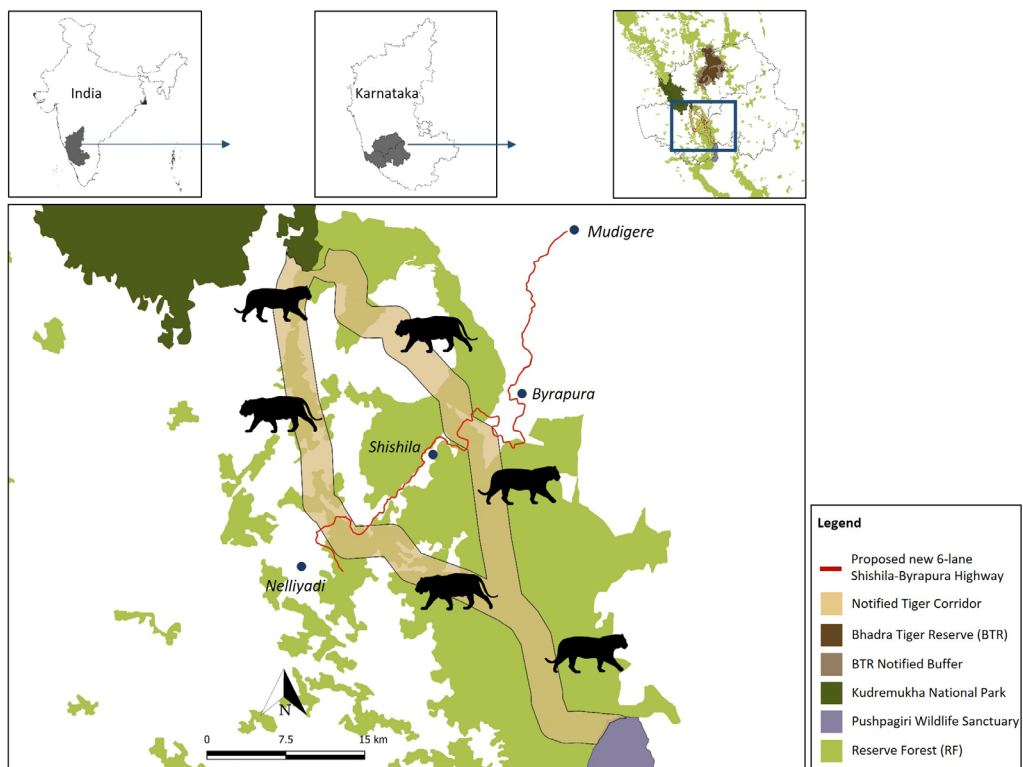 India
Karnataka
Mudigere
Byrapura
Shishila
Nelliyadi
N
0 7.5 15 km
Legend
Proposed new 6-lane
Shishila-Byrapura Highway
Notified Tiger Corridor
Bhadra Tiger Reserve (BTR)
BTR Notified Buffer
Kudremukha National Park
Pushpagiri Wildlife Sanctuary
Reserve Forest (RF)